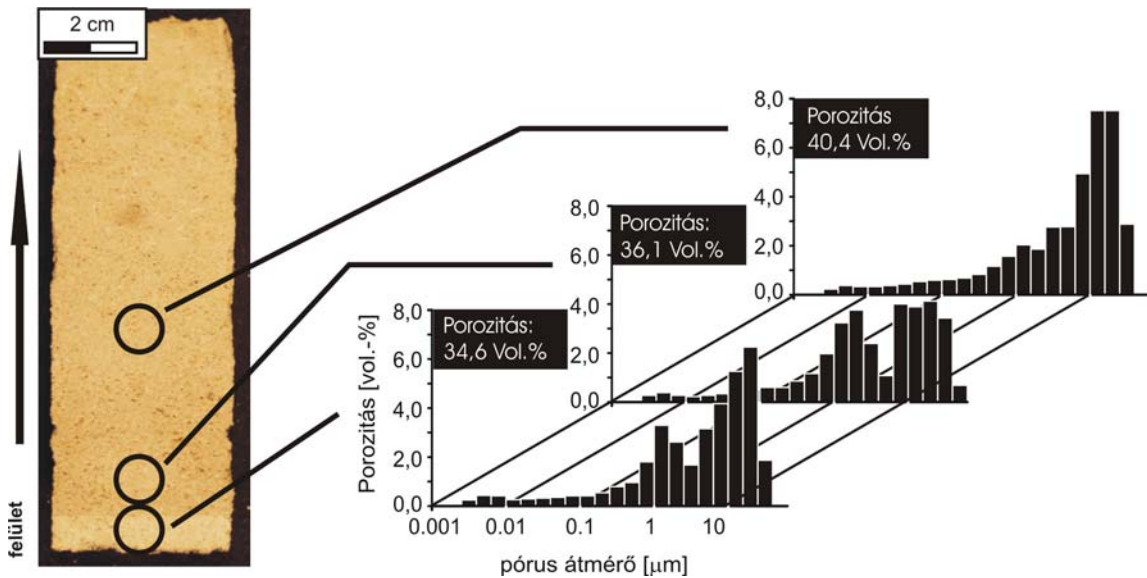 2 cm
felület
8,0
6,0
4,0
2,0
0,0
Porozitás
40,4 Vol.%
8,0
6,0
4,0
2,0
0,0
Porozitás:
36,1 Vol.%
8,0
6,0
4,0
2,0
0,0
Porozitás:
34,6 Vol.%
Porozitás [vol.-%]
0.001 0.01 0.1 1 10
pórus átmérő [µm]